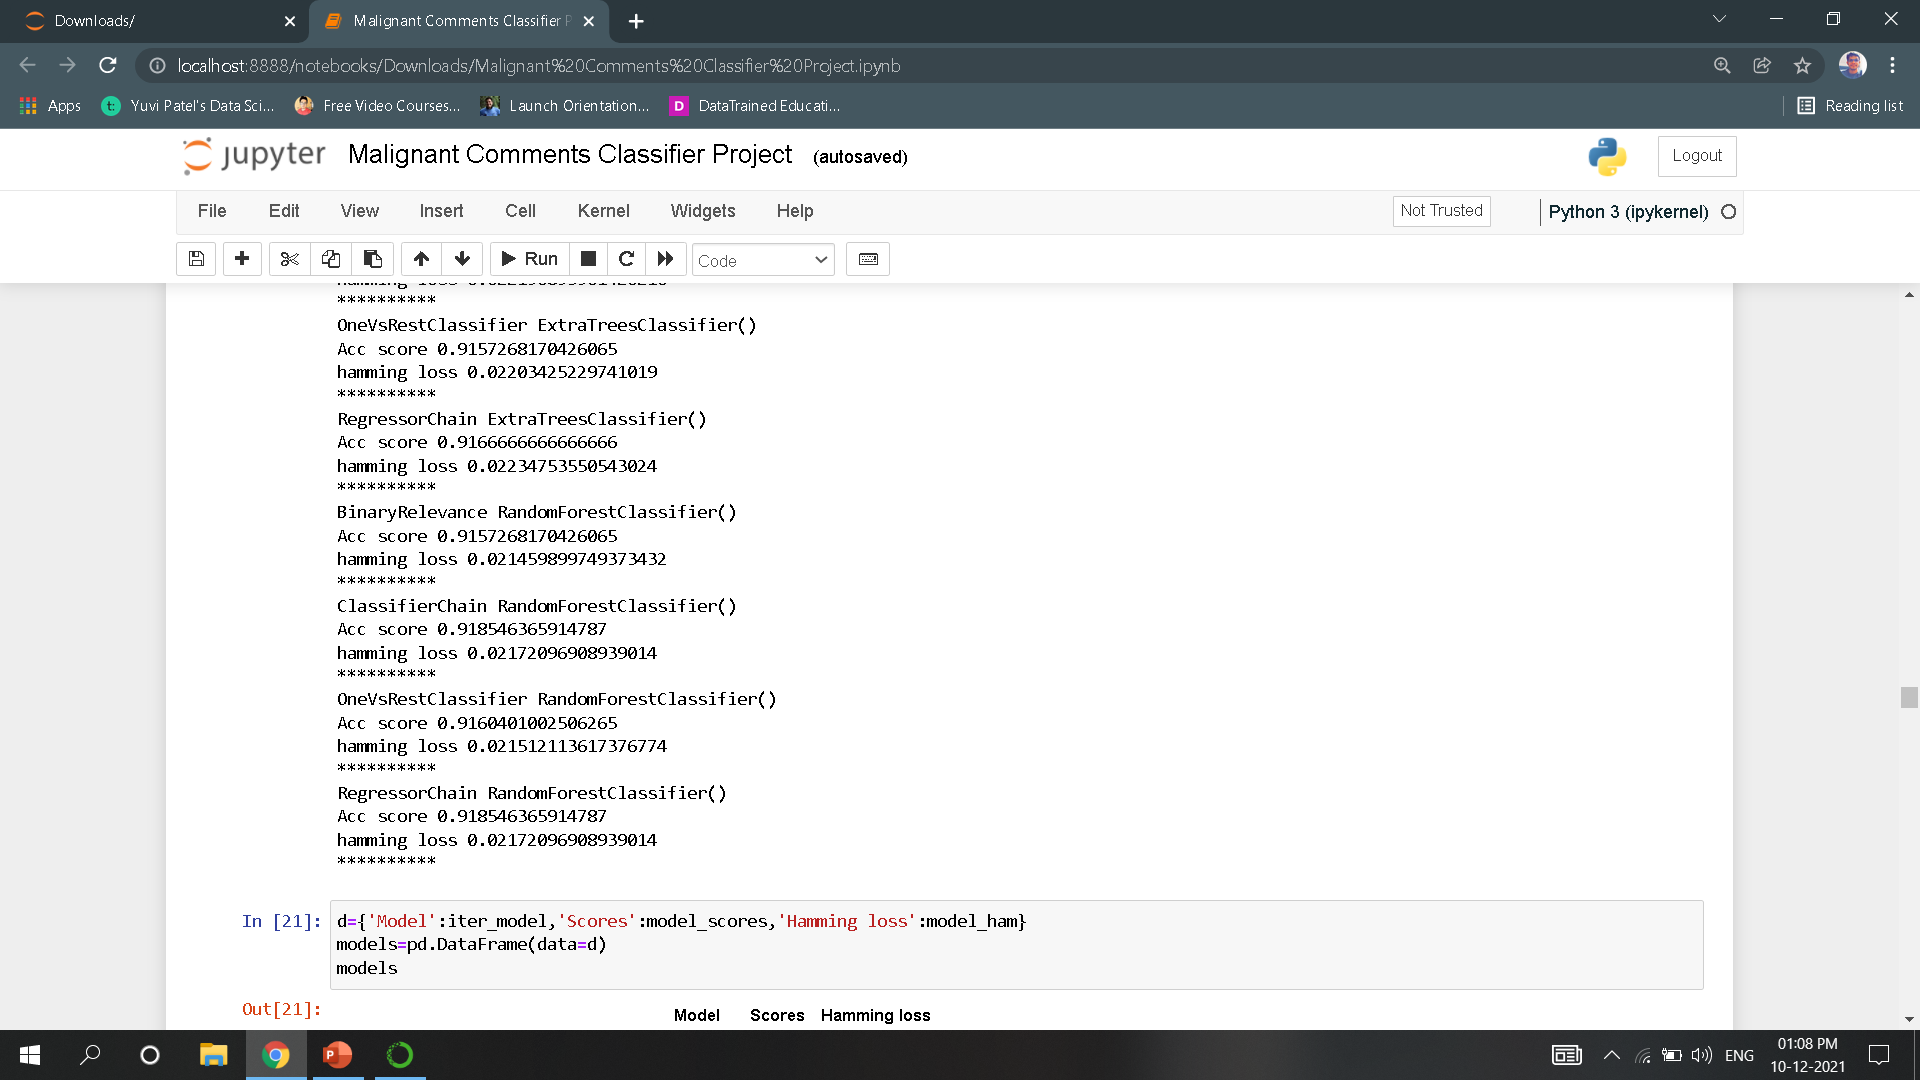 Downloads/
Malignant Comments Classifier P
localhost:8888/notebooks/Downloads/Malignant%20Comments%20Classifier%20Project.ipynb
Apps
Yuvi Patel's Data Sci...
Free Video Courses...
Launch Orientation...
D DataTrained Educati...
Reading list
jupyter Malignant Comments Classifier Project (autosaved)
Logout
File Edit View Insert Cell Kernel Widgets Help
Not Trusted
Python 3 (ipykernel)
Run
Code
**********
OneVsRestClassifier ExtraTreesClassifier()
Acc score 0.9157268170426065
hamming loss 0.02203425229741019
**********
RegressorChain ExtraTreesClassifier()
Acc score 0.9166666666666666
hamming loss 0.02234753550543024
**********
BinaryRelevance RandomForestClassifier()
Acc score 0.9157268170426065
hamming loss 0.021459899749373432
**********
ClassifierChain RandomForestClassifier()
Acc score 0.918546365914787
hamming loss 0.02172096908939014
**********
OneVsRestClassifier RandomForestClassifier()
Acc score 0.9160401002506265
hamming loss 0.021512113617376774
**********
RegressorChain RandomForestClassifier()
Acc score 0.918546365914787
hamming loss 0.02172096908939014
**********
In [21]: d={'Model':iter_model,'Scores':model_scores,'Hamming loss':model_ham}
models=pd.DataFrame(data=d)
models
Out[21]:
Model Scores Hamming loss
ENG
01:08 PM
10-12-2021